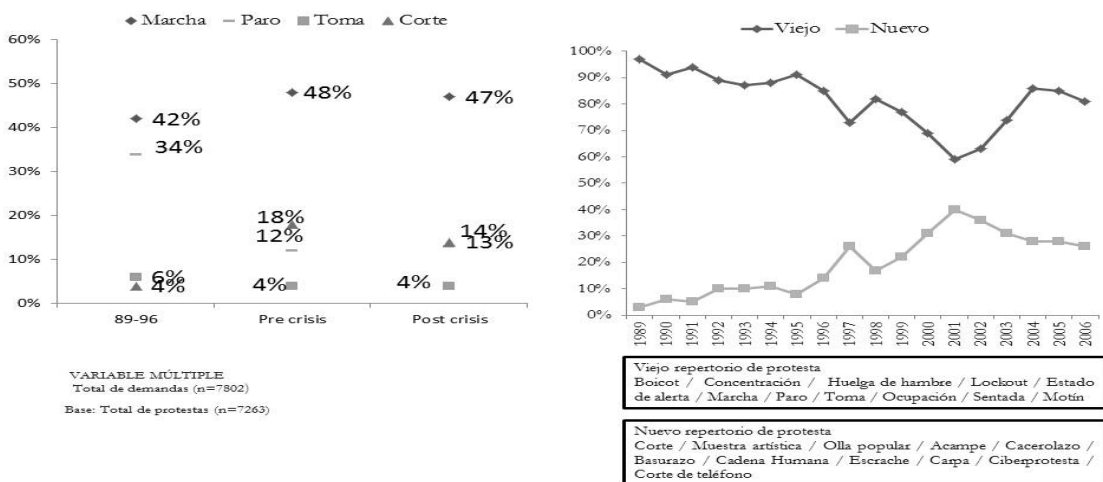 Marcha Paro Toma Corte
60%
50%
40%
30%
20%
10%
0%
42%
34%
6%
4%
48%
18%
12%
4%
47%
14%
13%
4%
89-96 Pre crisis Post crisis
VARIABLE MÚLTIPLE
Total de demandas (n=7802)
Base: Total de protestas (n=7263)
Viejo Nuevo
100%
90%
80%
70%
60%
50%
40%
30%
20%
10%
0%
1989 1990 1991 1992 1993 1994 1995 1996 1997 1998 1999 2000 2001 2002 2003 2004 2005 2006
Viejo repertorio de protesta
Boicot / Concentración / Huelga de hambre / Lockout / Estado
de alerta / Marcha / Paro / Toma / Ocupación / Sentada / Motín
Nuevo repertorio de protesta
Corte / Muestra artística / Olla popular / Acampe / Cacerolazo /
Basurazo / Cadena Humana / Escrache / Carpa / Ciberprotesta /
Corte de teléfono